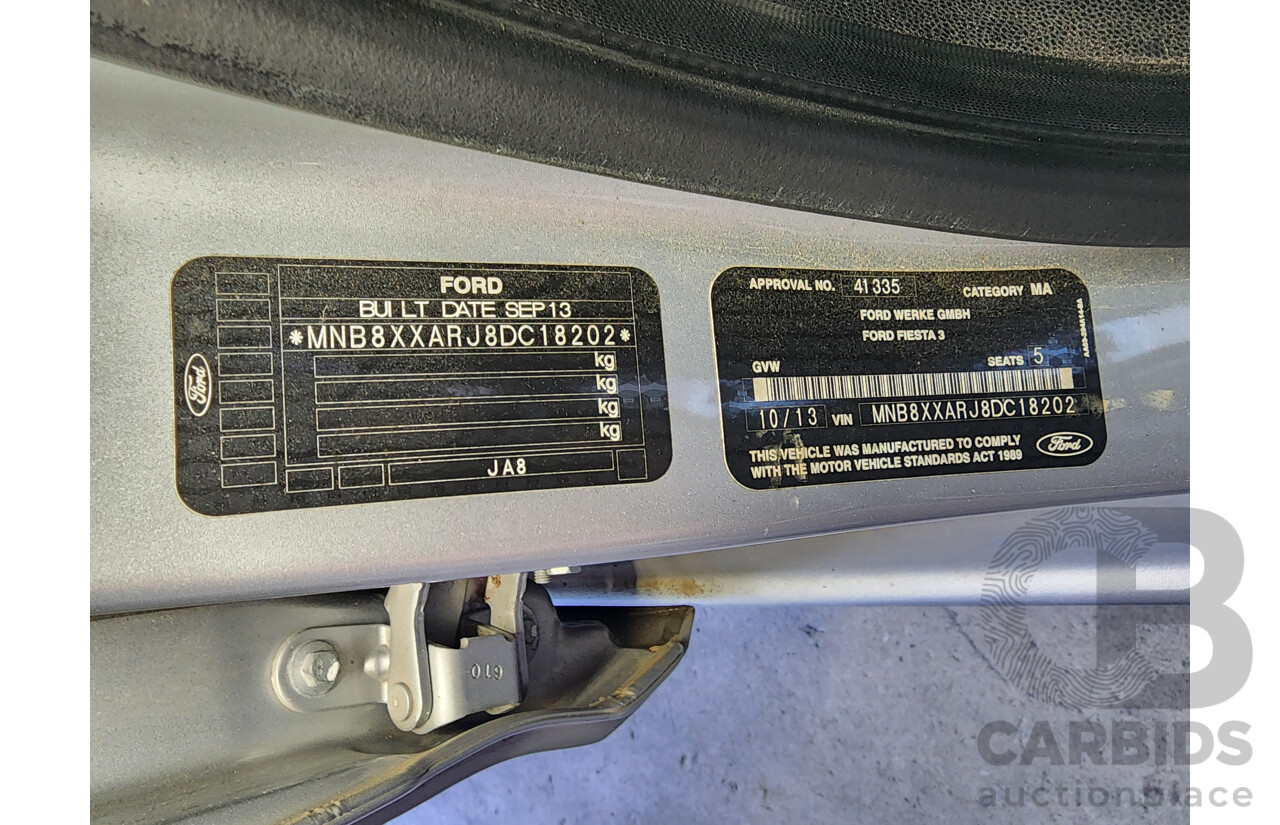 FORD
BUILT DATE SEP13
*MNB8XXARJ8DC18202*
kg
kg
kg
kg
JA8
Ford
APPROVAL NO. 41335 CATEGORY MA
FORD WERKE GMBH
FORD FIESTA 3
GVW SEATS 5
10/13 VIN MNB8XXARJ8DC18202
THIS VEHICLE WAS MANUFACTURED TO COMPLY
WITH THE MOTOR VEHICLE STANDARDS ACT 1989
Ford
610
CB
CARBIDS
auctionplace